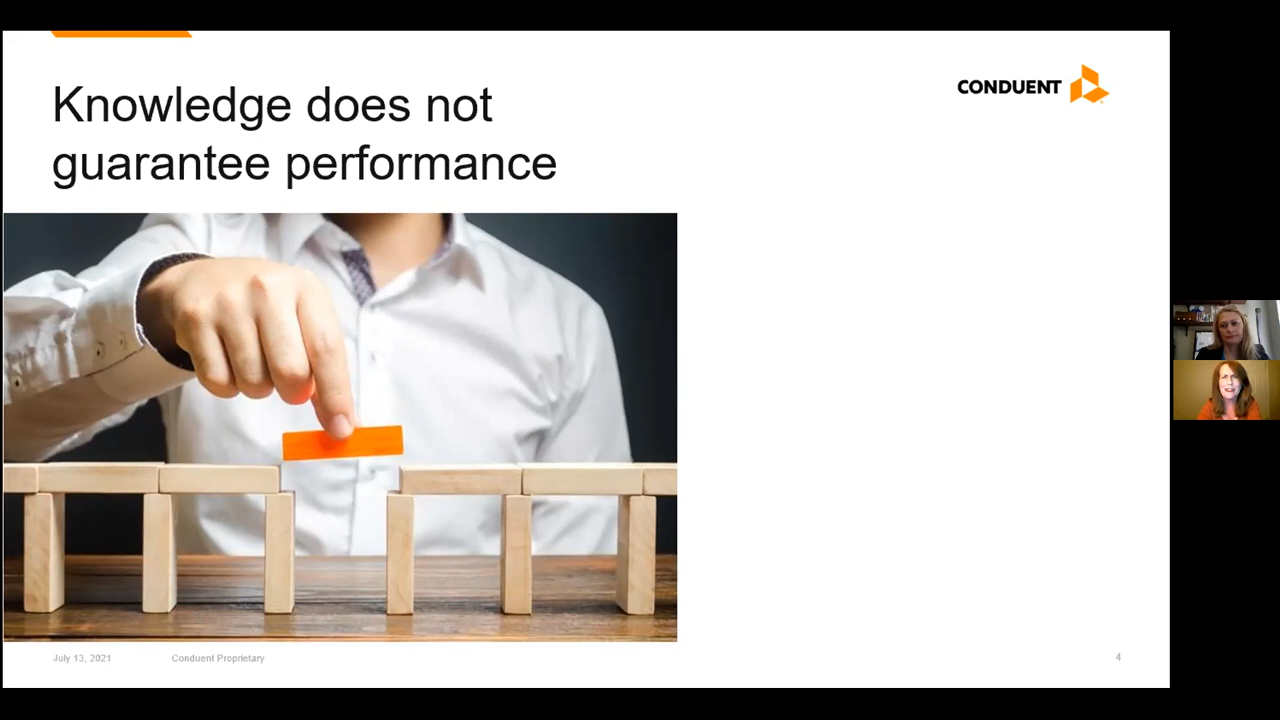 Knowledge does not
guarantee performance
CONDUENT
July 13, 2021
Conduent Proprietary
4